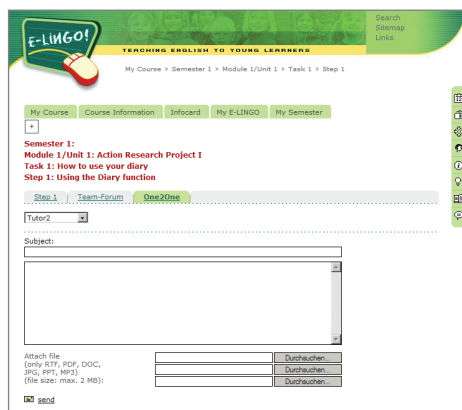 E-LINGO!
Search
Sitemap
Links
TEACHING ENGLISH TO YOUNG LEARNERS
My Course > Semester 1 > Module 1/Unit 1 > Task 1 > Step 1
My Course Course Information Infocard My E-LINGO My Semester
+
Semester 1:
Module 1/Unit 1: Action Research Project I
Task 1: How to use your diary
Step 1: Using the Diary function
Step 1 Team-Forum One2One
Tutor2
Subject:
Attach file
(only RTF, PDF, DOC,
JPG, PPT, MP3)
(file size: max. 2 MB):
Durchsuchen...
Durchsuchen...
Durchsuchen...
send